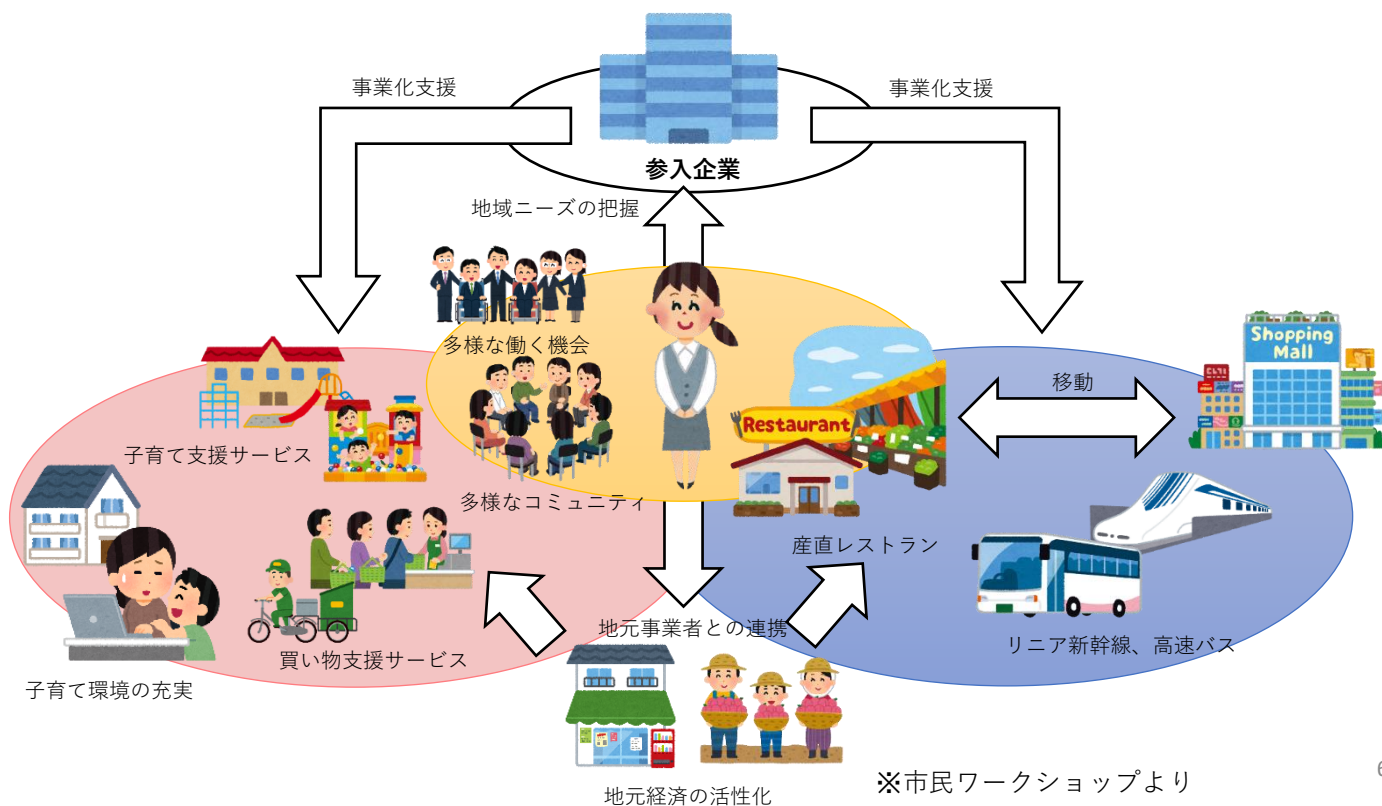 事業化支援
事業化支援
参入企業
地域ニーズの把握
多様な働く機会
Shopping
Mall
移動
子育て支援サービス
Restaurant
多様なコミュニティ
産直レストラン
地元事業者との連携
リニア新幹線、高速バス
買い物支援サービス
子育て環境の充実
※市民ワークショップより
地元経済の活性化